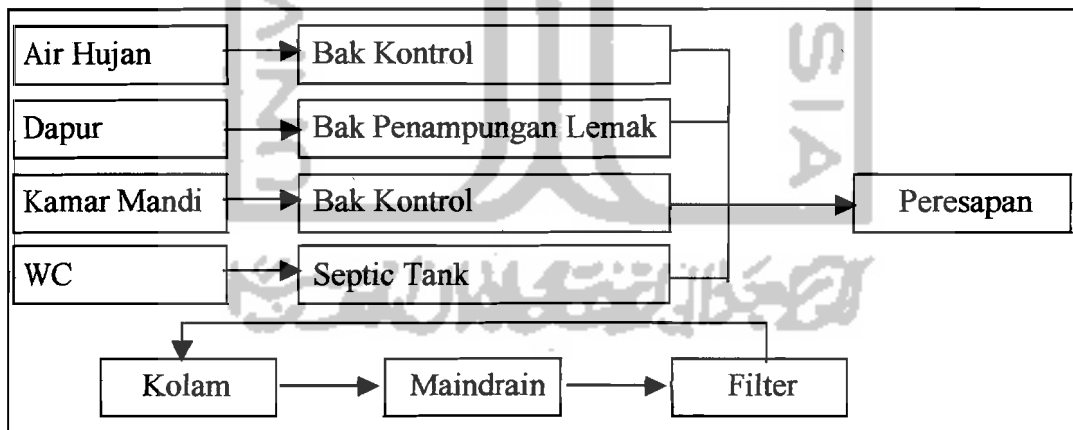 Air Hujan
Bak Kontrol
Dapur
Bak Penampungan Lemak
Kamar Mandi
Bak Kontrol
Peresapan
WC
Septic Tank
Kolam
Maindrain
Filter